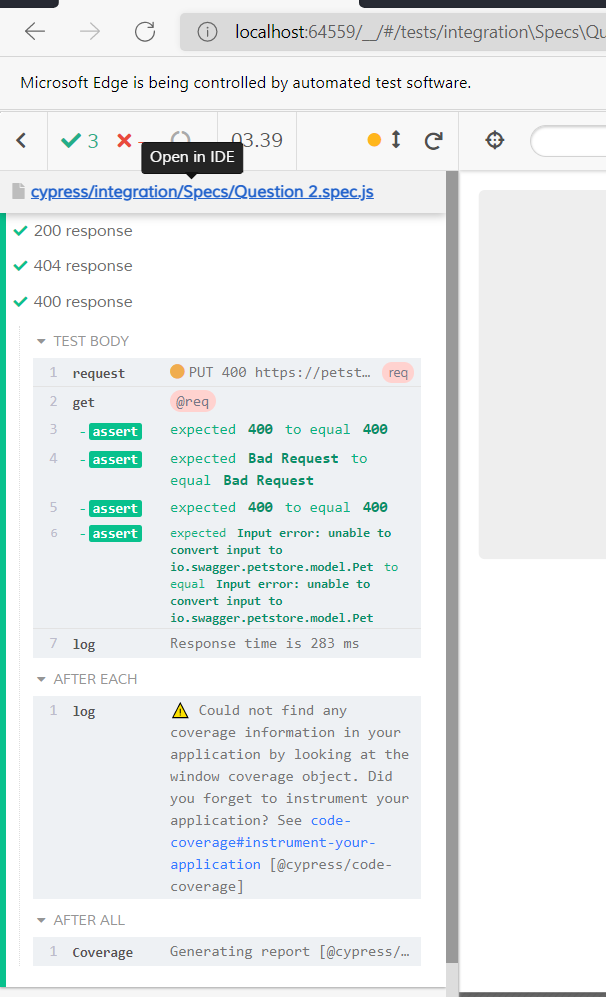 localhost:64559/__/#/tests/integration\Specs\Qu
Microsoft Edge is being controlled by automated test software.
3
-
03.39
Open in IDE
cypress/integration/Specs/Question 2.spec.js
200 response
404 response
400 response
TEST BODY
1 request PUT 400 https://petst… req
2 get @req
3 -assert expected 400 to equal 400
4 -assert expected Bad Request to
equal Bad Request
5 -assert expected 400 to equal 400
6 -assert expected Input error: unable to
convert input to
io.swagger.petstore.model.Pet to
equal Input error: unable to
convert input to
io.swagger.petstore.model.Pet
7 log Response time is 283 ms
AFTER EACH
1 log Could not find any
coverage information in your
application by looking at the
window coverage object. Did
you forget to instrument your
application? See code-
coverage#instrument-your-
application [@cypress/code-
coverage]
AFTER ALL
1 Coverage Generating report [@cypress/…